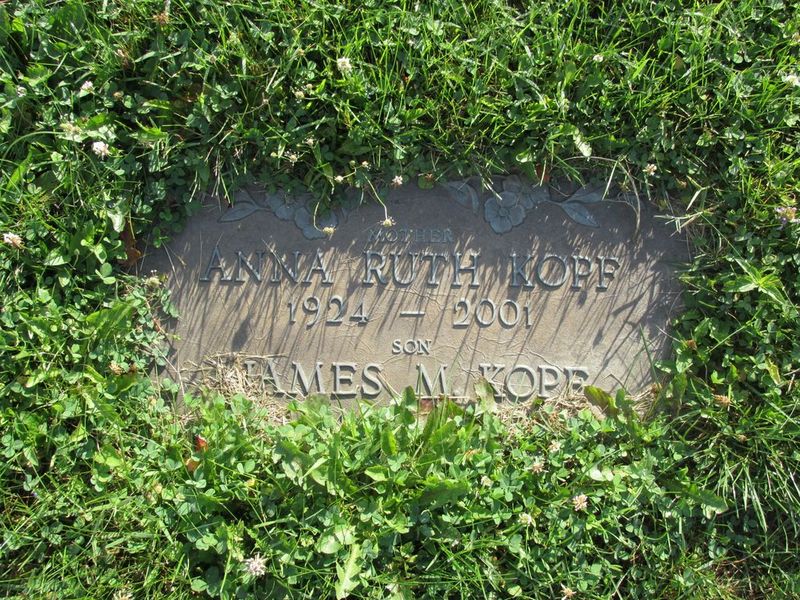 MOTHER
ANNA RUTH KOPF
1924 – 2001
SON
JAMES M. KOPF